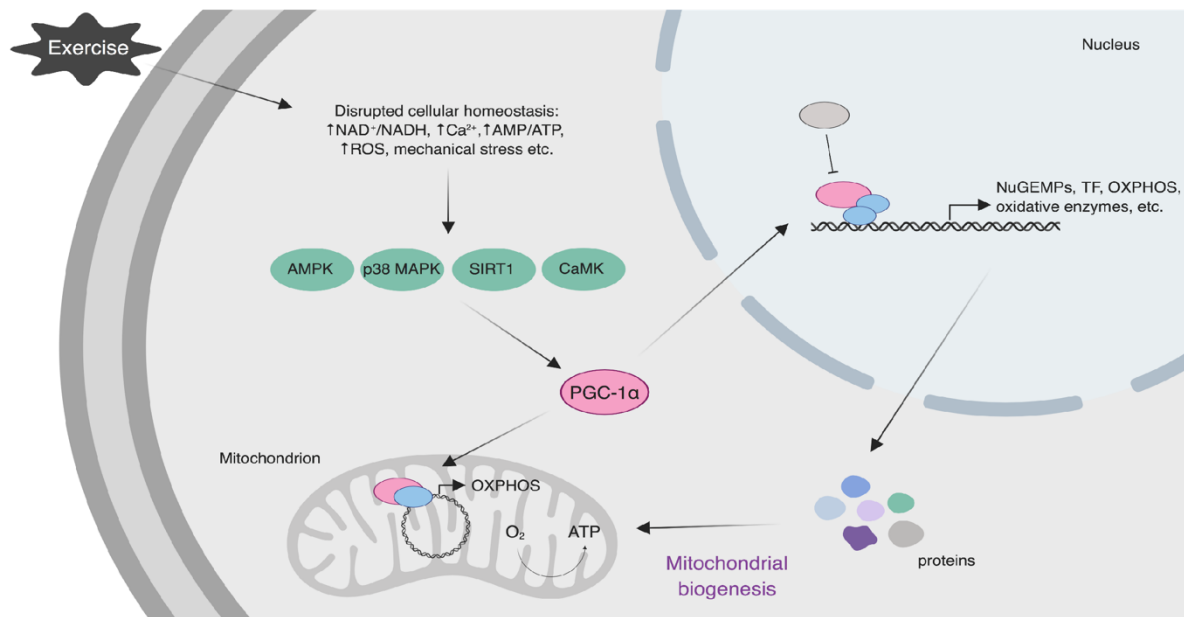 Exercise
Nucleus
Disrupted cellular homeostasis:
↑NAD⁺/NADH, ↑Ca²⁺,↑AMP/ATP,
↑ROS, mechanical stress etc.
NuGEMPs, TF, OXPHOS,
oxidative enzymes, etc.
AMPK
p38 MAPK
SIRT1
CaMK
PGC-1α
Mitochondrion
OXPHOS
O₂
ATP
Mitochondrial
biogenesis
proteins